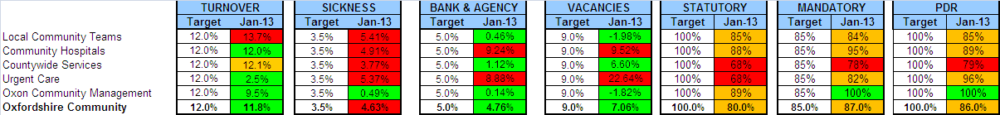 TURNOVER SICKNESS BANK & AGENCY VACANCIES STATUTORY MANDATORY PDR
Target Jan-13 Target Jan-13 Target Jan-13 Target Jan-13 Target Jan-13 Target Jan-13 Target Jan-13
Local Community Teams 12.0% 13.7% 3.5% 5.41% 5.0% 0.46% 9.0% -1.98% 100% 85% 85% 84% 100% 85%
Community Hospitals 12.0% 12.0% 3.5% 4.91% 5.0% 9.24% 9.0% 9.52% 100% 88% 85% 95% 100% 89%
Countywide Services 12.0% 12.1% 3.5% 3.77% 5.0% 1.12% 9.0% 6.60% 100% 68% 85% 78% 100% 79%
Urgent Care 12.0% 2.5% 3.5% 5.37% 5.0% 8.88% 9.0% 22.64% 100% 68% 85% 82% 100% 96%
Oxon Community Management 12.0% 9.5% 3.5% 0.49% 5.0% 0.14% 9.0% -1.82% 100% 89% 85% 100% 100% 100%
Oxfordshire Community 12.0% 11.8% 3.5% 4.63% 5.0% 4.76% 9.0% 7.06% 100.0% 80.0% 85.0% 87.0% 100.0% 86.0%